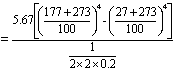 = 5.67[((177+273)/100)^4 - ((27+273)/100)^4] / (1/(2×2×0.2))